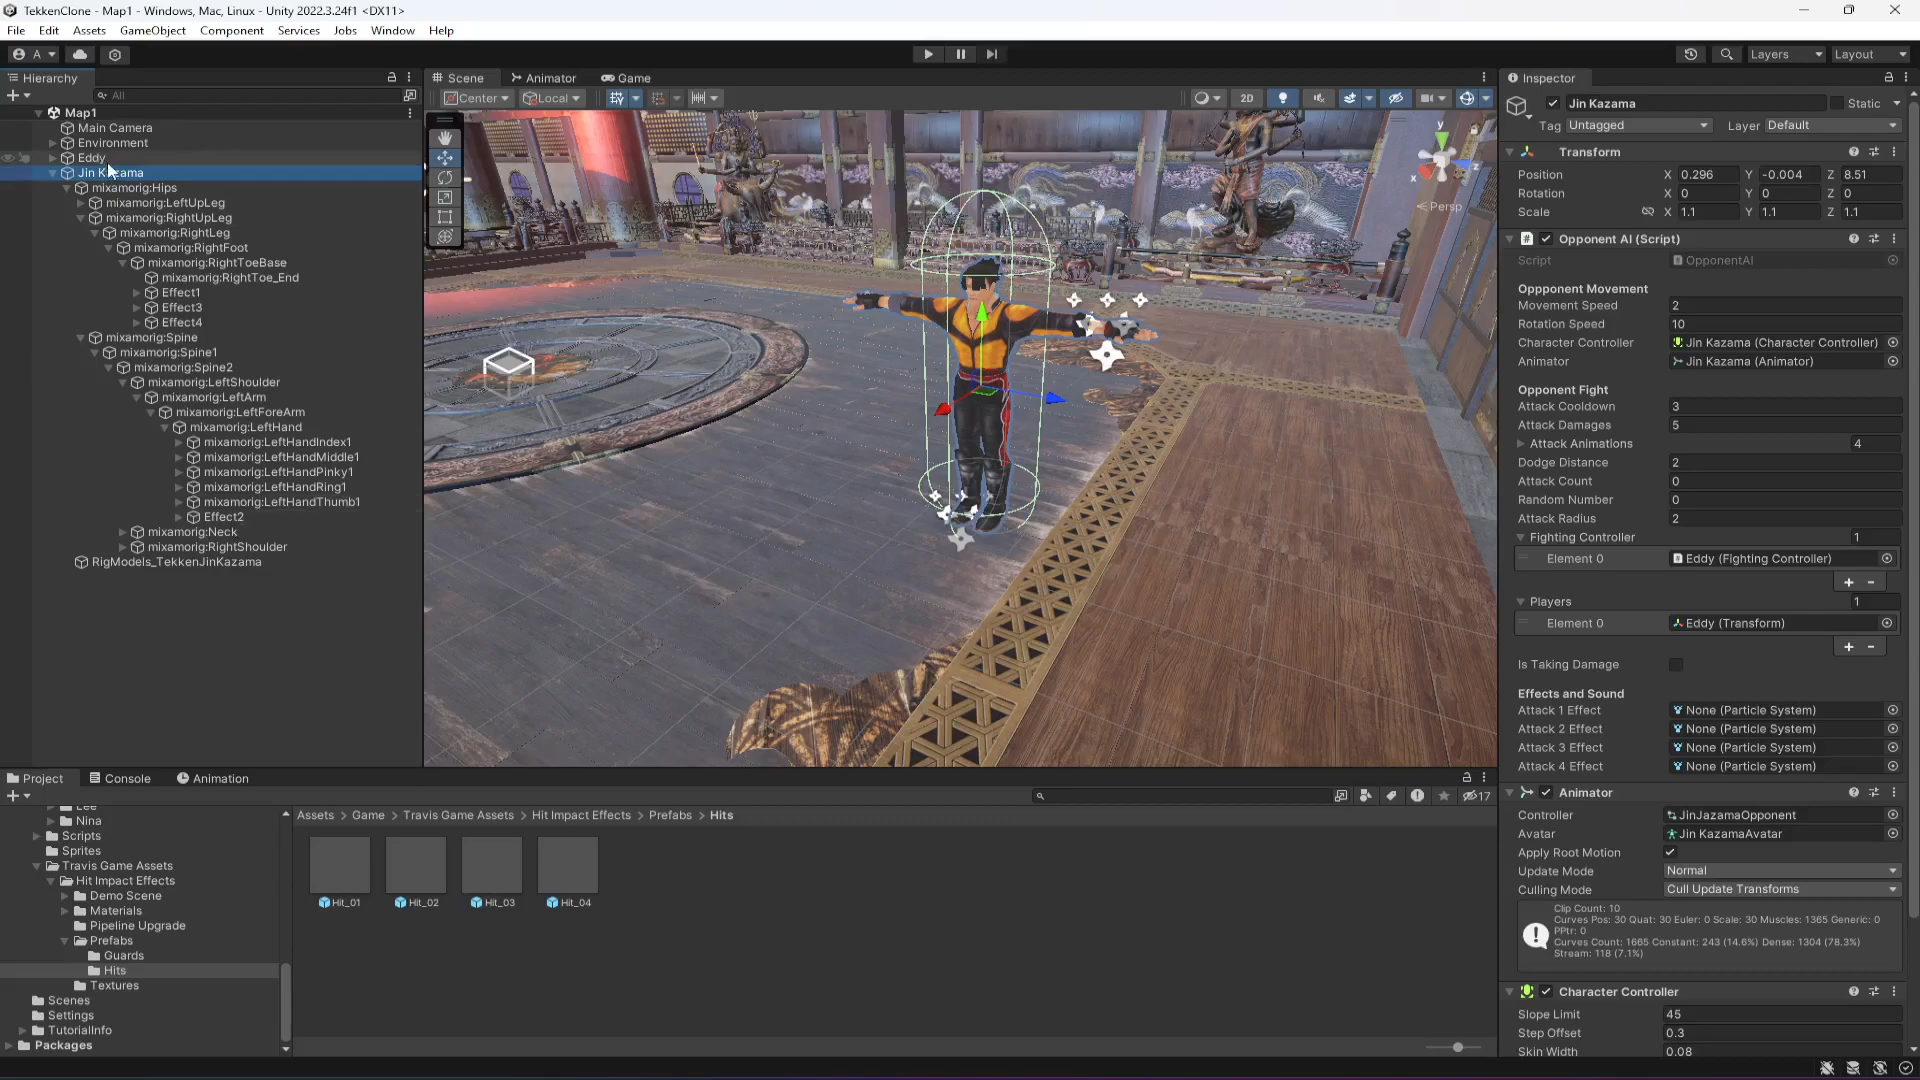 TekkenClone - Map1 - Windows, Mac, Linux - Unity 2022.3.24f1 <DX11>
File Edit Assets GameObject Component Services Jobs Window Help
A Layers Layout
Hierarchy
All
Map1
Main Camera
Environment
Eddy
Jin Kazama
mixamorig:Hips
mixamorig:LeftUpLeg
mixamorig:RightUpLeg
mixamorig:RightLeg
mixamorig:RightFoot
mixamorig:RightToeBase
mixamorig:RightToe_End
Effect1
Effect3
Effect4
mixamorig:Spine
mixamorig:Spine1
mixamorig:Spine2
mixamorig:LeftShoulder
mixamorig:LeftArm
mixamorig:LeftForeArm
mixamorig:LeftHand
mixamorig:LeftHandIndex1
mixamorig:LeftHandMiddle1
mixamorig:LeftHandPinky1
mixamorig:LeftHandRing1
mixamorig:LeftHandThumb1
Effect2
mixamorig:Neck
mixamorig:RightShoulder
RigModels_TekkenJinKazama
Scene Animator Game
Center Local 2D
y
x
z
Persp
Inspector
Jin Kazama Static
Tag Untagged Layer Default
Transform
Position X 0.296 Y -0.004 Z 8.51
Rotation X 0 Y 0 Z 0
Scale X 1.1 Y 1.1 Z 1.1
Opponent AI (Script)
Script OpponentAI
Oppponent Movement
Movement Speed 2
Rotation Speed 10
Character Controller Jin Kazama (Character Controller)
Animator Jin Kazama (Animator)
Opponent Fight
Attack Cooldown 3
Attack Damages 5
Attack Animations 4
Dodge Distance 2
Attack Count 0
Random Number 0
Attack Radius 2
Fighting Controller 1
Element 0 Eddy (Fighting Controller)
Players 1
Element 0 Eddy (Transform)
Is Taking Damage
Effects and Sound
Attack 1 Effect None (Particle System)
Attack 2 Effect None (Particle System)
Attack 3 Effect None (Particle System)
Attack 4 Effect None (Particle System)
Animator
Controller JinJazamaOpponent
Avatar Jin KazamaAvatar
Apply Root Motion
Update Mode Normal
Culling Mode Cull Update Transforms
Clip Count: 10
Curves Pos: 30 Quat: 30 Euler: 0 Scale: 30 Muscles: 1365 Generic: 0
PPtr: 0
Curves Count: 1665 Constant: 243 (14.6%) Dense: 1304 (78.3%)
Stream: 118 (7.1%)
Character Controller
Slope Limit 45
Step Offset 0.3
Skin Width 0.08
Project Console Animation
17
Lee
Nina
Scripts
Sprites
Travis Game Assets
Hit Impact Effects
Demo Scene
Materials
Pipeline Upgrade
Prefabs
Guards
Hits
Textures
Scenes
Settings
TutorialInfo
Packages
Assets > Game > Travis Game Assets > Hit Impact Effects > Prefabs > Hits
Hit_01 Hit_02 Hit_03 Hit_04